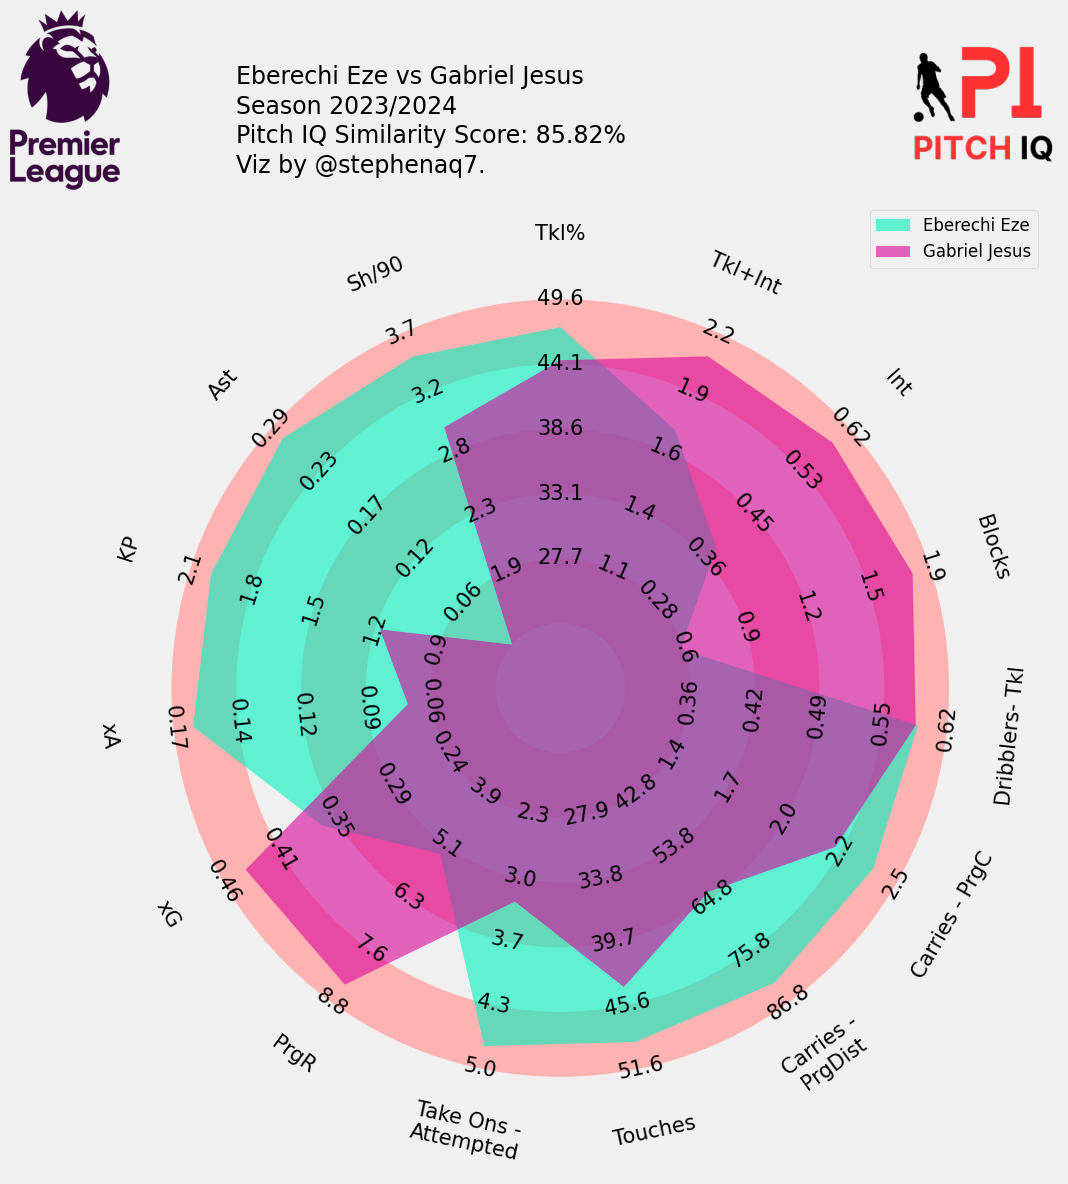 Eberechi Eze vs Gabriel Jesus
Season 2023/2024
Pitch IQ Similarity Score: 85.82%
Viz by @stephenaq7.
Premier
League
PI
PITCH IQ
Eberechi Eze
Gabriel Jesus
Tkl%
49.6
44.1
38.6
33.1
27.7
Tkl+Int
2.2
1.9
1.6
1.4
1.1
Int
0.62
0.53
0.45
0.36
0.28
Blocks
1.9
1.5
1.2
0.9
0.6
Dribblers- Tkl
0.62
0.55
0.49
0.42
0.36
Carries - PrgC
2.5
2.2
2.0
1.7
1.4
Carries -
PrgDist
86.8
75.8
64.8
53.8
42.8
Touches
51.6
45.6
39.7
33.8
27.9
Take Ons -
Attempted
5.0
4.3
3.7
3.0
2.3
PrgR
8.8
7.6
6.3
5.1
3.9
xG
0.46
0.41
0.35
0.29
0.24
xA
0.17
0.14
0.12
0.09
0.06
KP
2.1
1.8
1.5
1.2
0.9
Ast
0.29
0.23
0.17
0.12
0.06
Sh/90
3.7
3.2
2.8
2.3
1.9